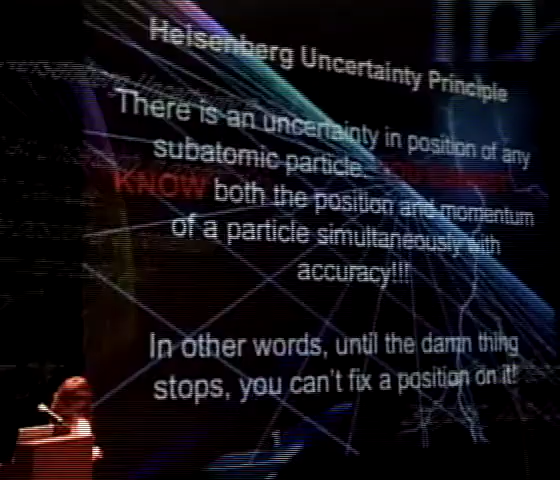 Heisenberg Uncertainty Principle
There is an uncertainty in position of any
subatomic particle.
KNOW both the position and momentum
of a particle simultaneously with
accuracy!!!
In other words, until the damn thing
stops, you can't fix a position on it!